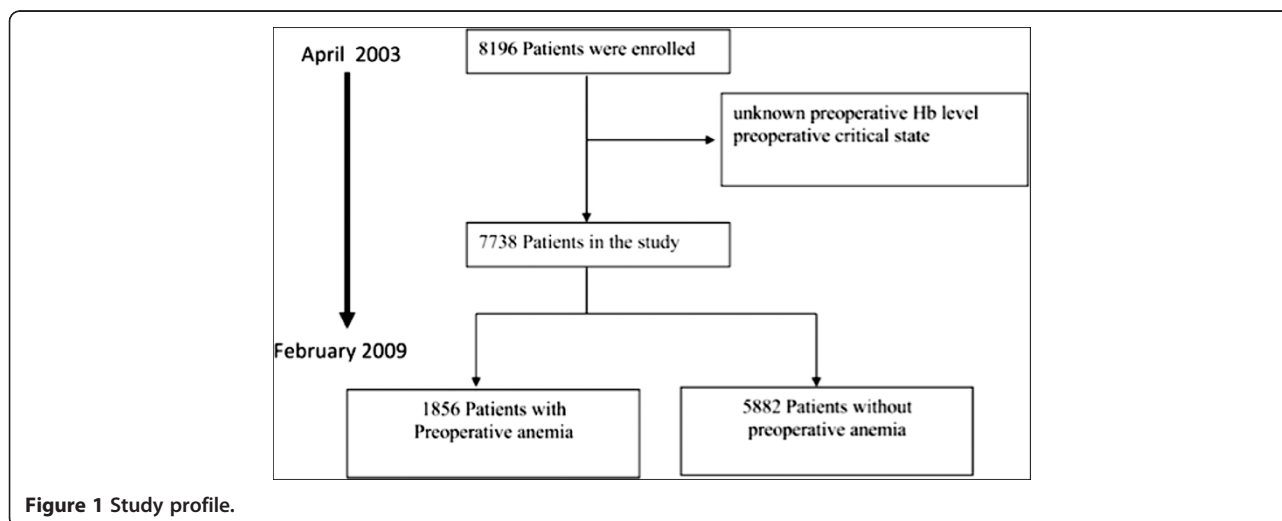 April 2003
8196 Patients were enrolled
unknown preoperative Hb level
preoperative critical state
7738 Patients in the study
February 2009
1856 Patients with
Preoperative anemia
5882 Patients without
preoperative anemia
Figure 1 Study profile.